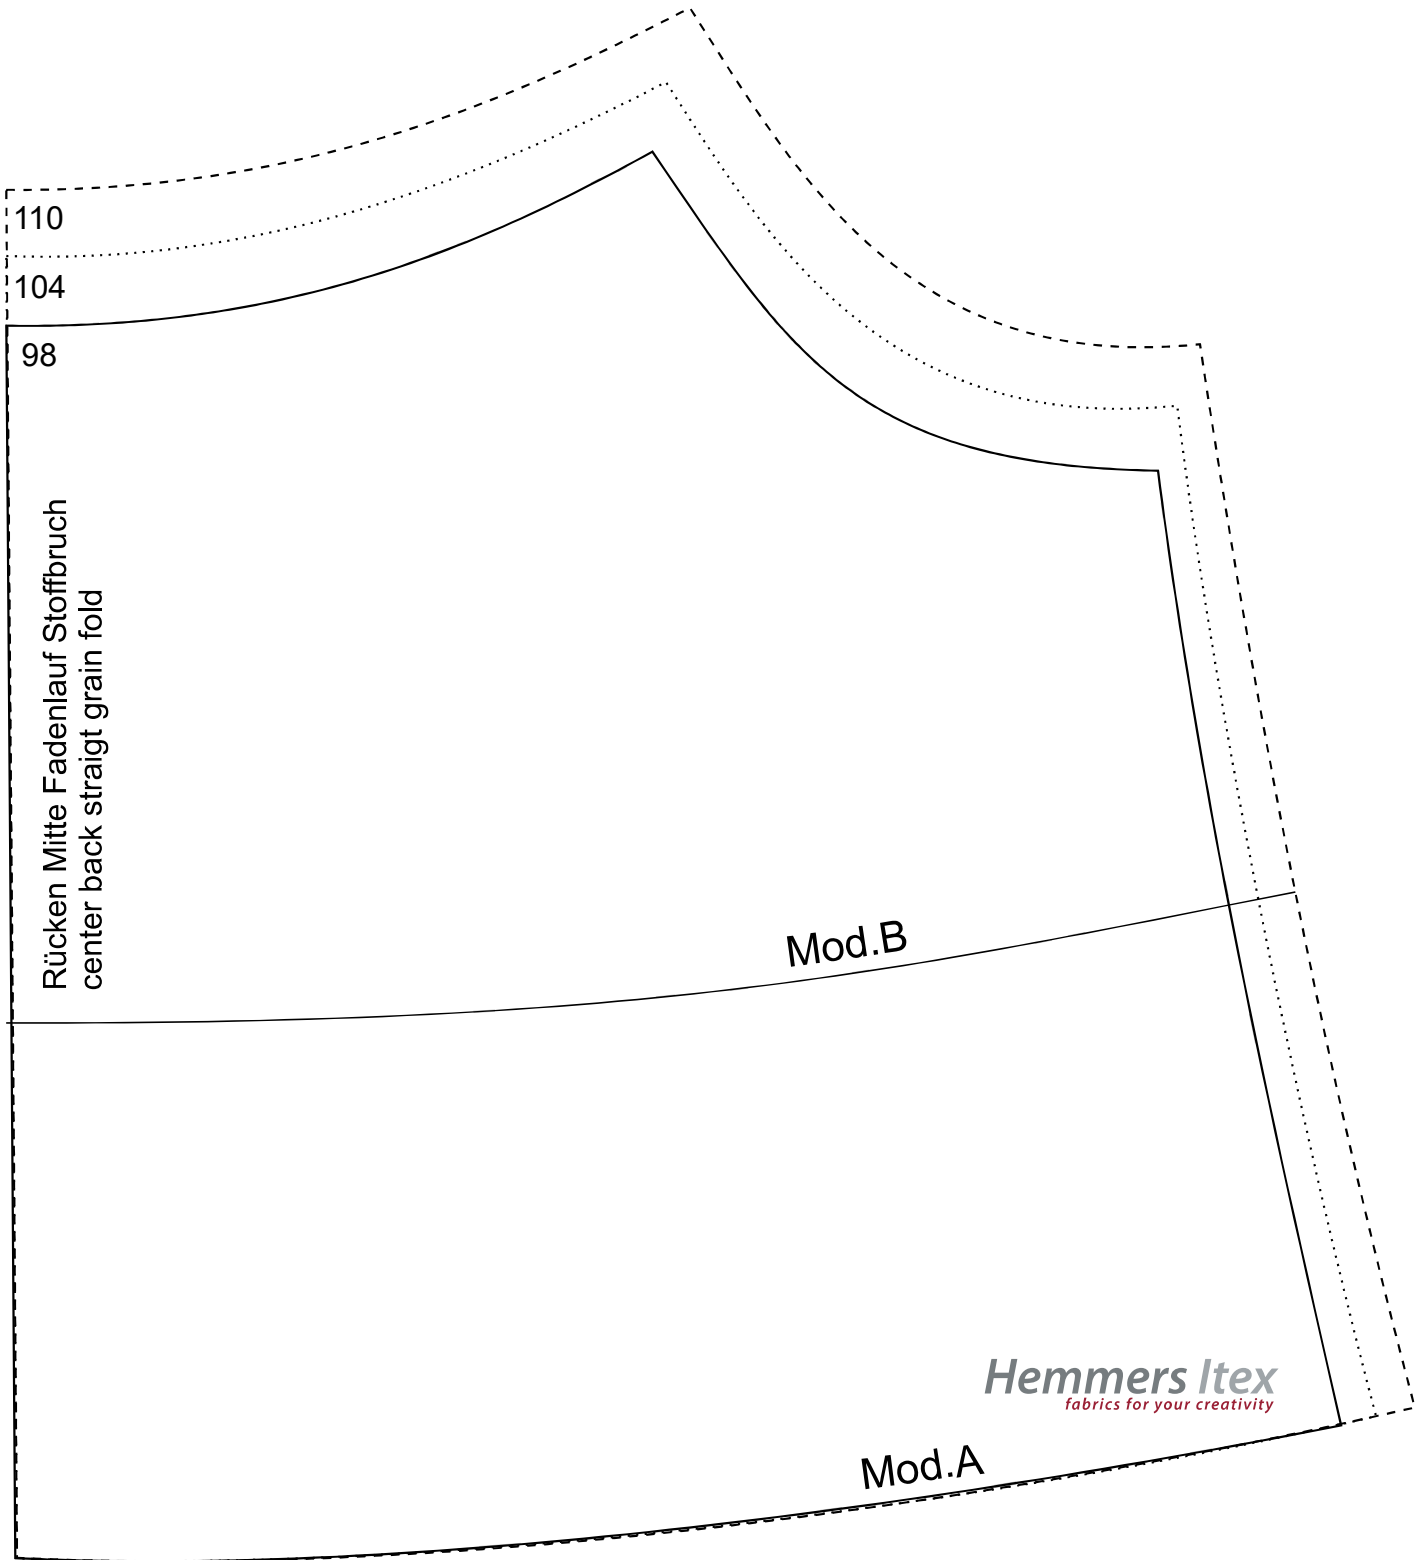 110
104
98
Rücken Mitte Fadenlauf Stoffbruch
center back straigt grain fold
Mod.B
Hemmers Itex
fabrics for your creativity
Mod.A